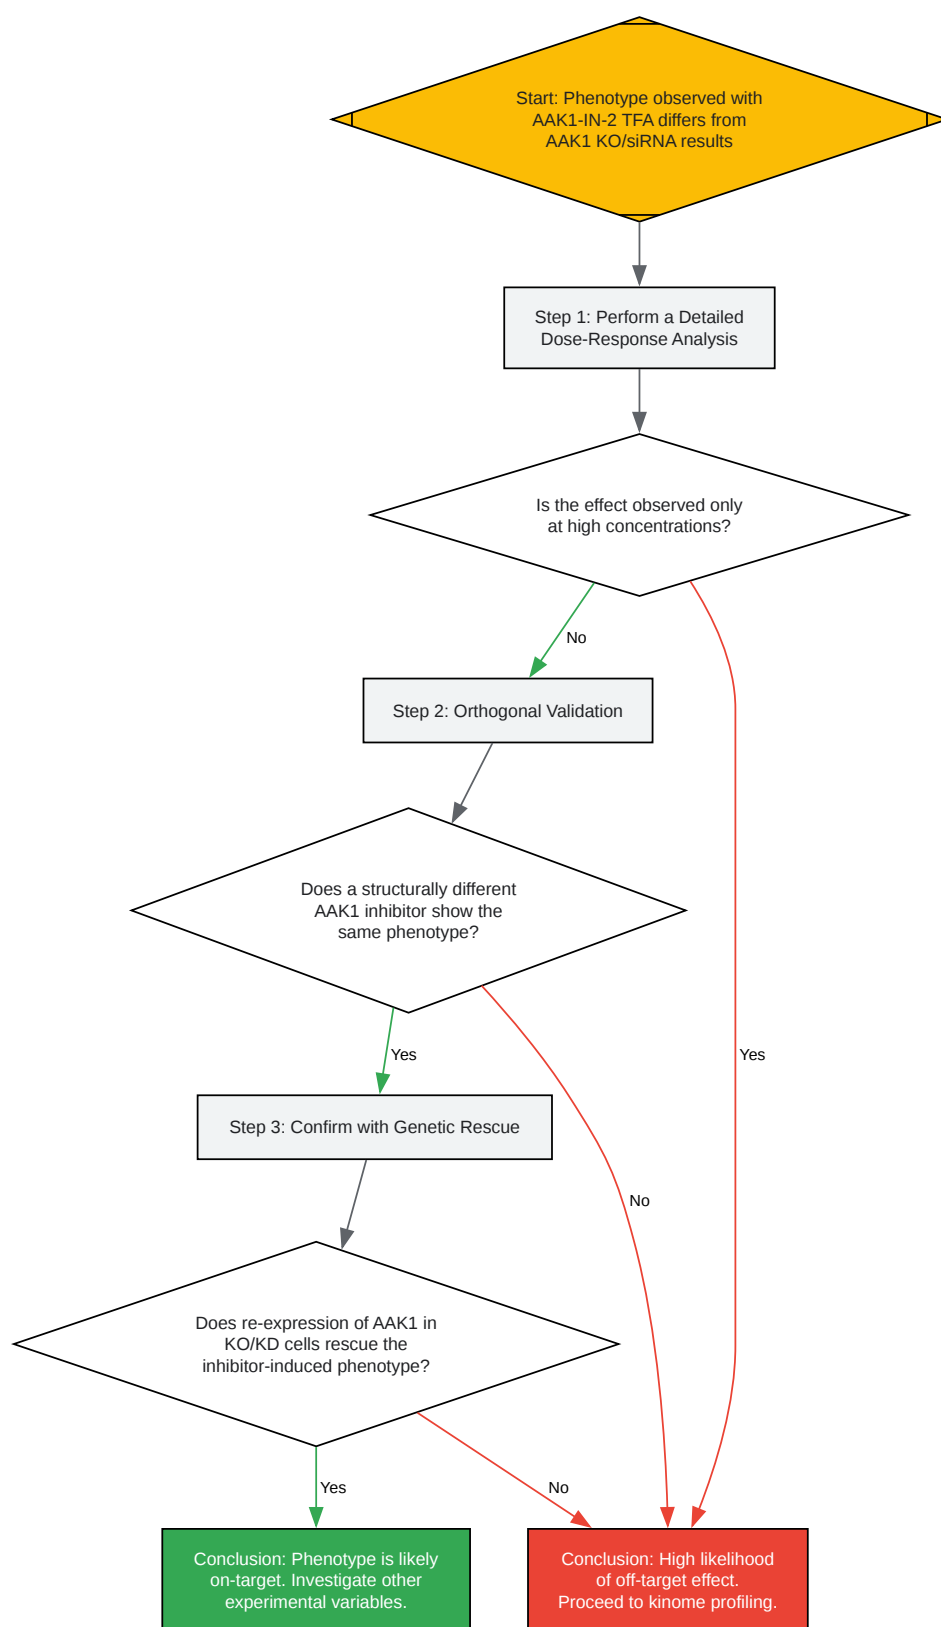 Start: Phenotype observed with
AAK1-IN-2 TFA differs from
AAK1 KO/siRNA results
Step 1: Perform a Detailed
Dose-Response Analysis
Is the effect observed only
at high concentrations?
No
Step 2: Orthogonal Validation
Does a structurally different
AAK1 inhibitor show the
same phenotype?
Yes
Yes
Step 3: Confirm with Genetic Rescue
No
Does re-expression of AAK1 in
KO/KD cells rescue the
inhibitor-induced phenotype?
Yes
No
Conclusion: Phenotype is likely
on-target. Investigate other
experimental variables.
Conclusion: High likelihood
of off-target effect.
Proceed to kinome profiling.